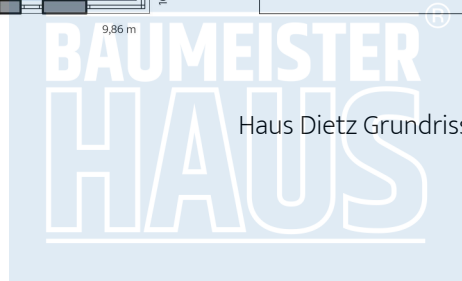 9,86 m
®
BAUMEISTER
HAUS
Haus Dietz Grundriss